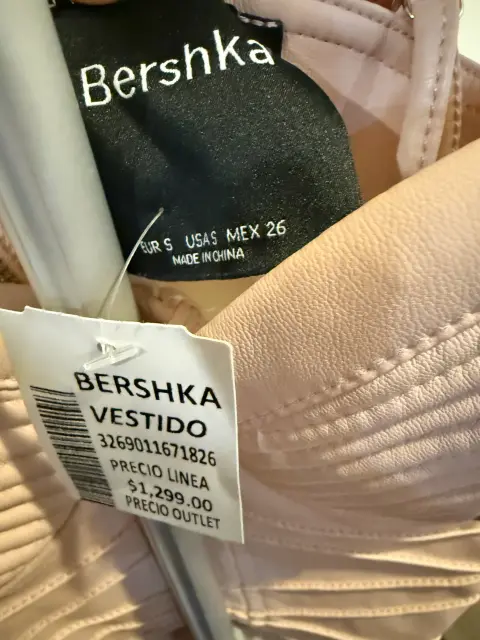 Bershka
EUR S USA S MEX 26
MADE IN CHINA
BERSHKA
VESTIDO
3269011671826
PRECIO LINEA
$1,299.00
PRECIO OUTLET